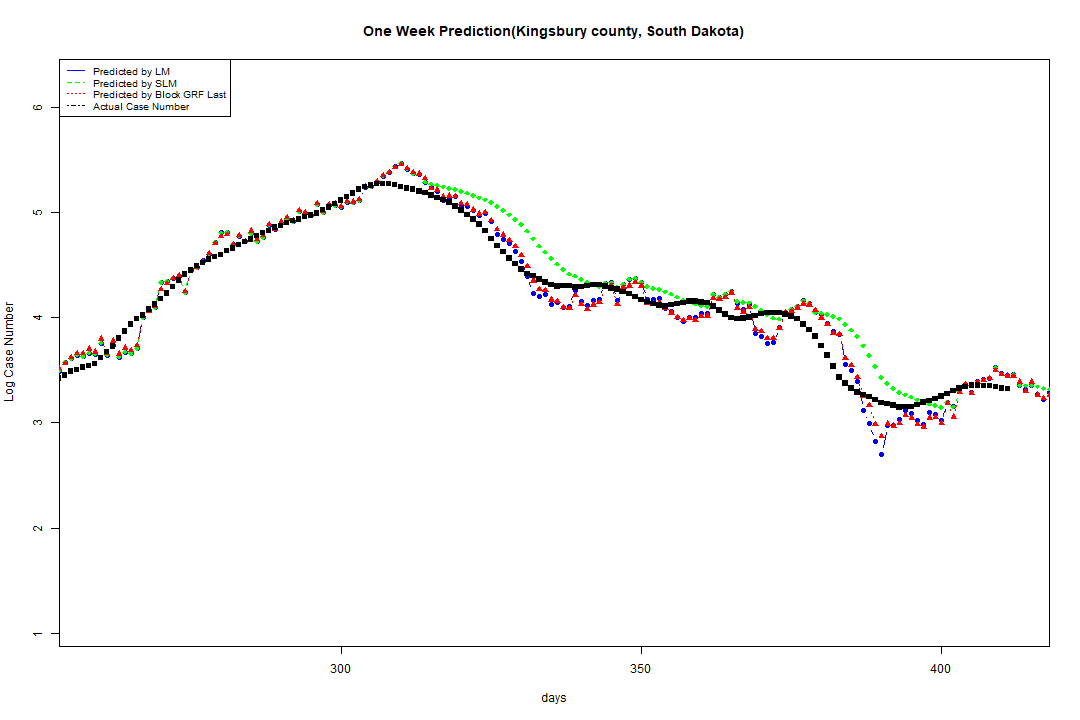 One Week Prediction(Kingsbury county, South Dakota)
Predicted by LM
Predicted by SLM
Predicted by Block GRF Last
Actual Case Number
6
5
4
3
2
1
Log Case Number
300
350
400
days